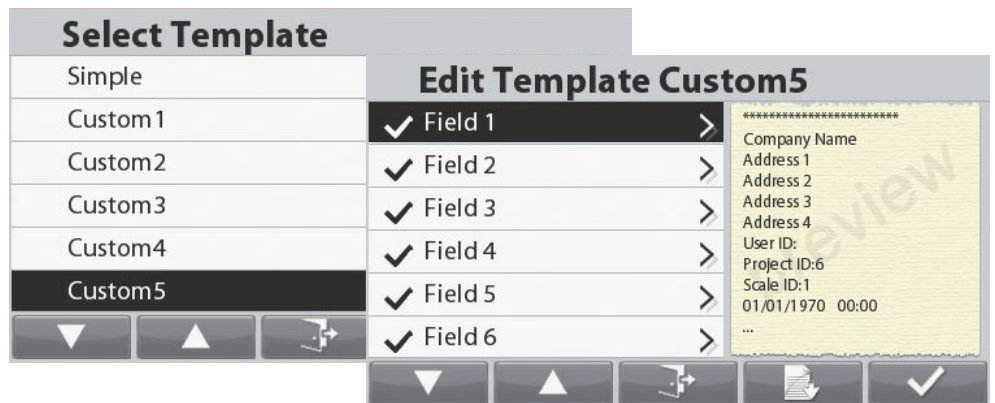 Select Template
Simple
Custom1
Custom2
Custom3
Custom4
Custom5
Edit Template Custom5
Field 1
Field 2
Field 3
Field 4
Field 5
Field 6
************************
Company Name
Address 1
Address 2
Address 3
Address 4
User ID:
Project ID:6
Scale ID:1
01/01/1970 00:00
...
Preview